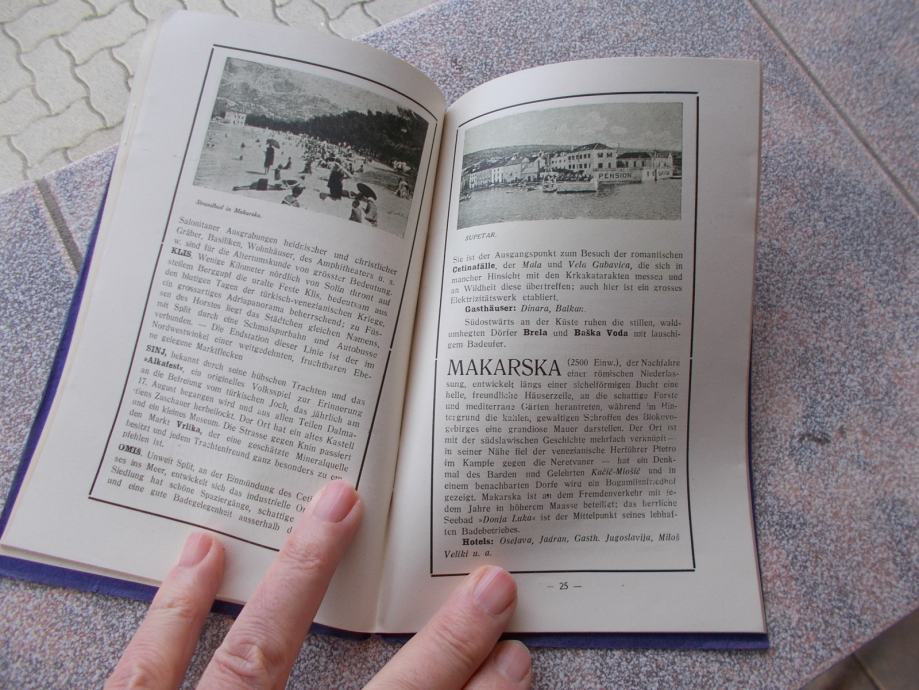 Strandbad in Makarska.
Salonitaner Ausgrabungen heidnischer und christlicher
Gräber, Basiliken, Wohnhäuser, des Amphitheaters u. s.
w. sind für die Altertumskunde von grösster Bedeutung.
KLIS, Wenige Kilometer nördlich von Solin thront auf
steilem Berggupf die uralte Feste Klis, bedeutsam aus
den blutigen Tagen der türkisch-venezianischen Kriege,
ein grossartiges Adriapanorama beherrschend; zu Füs-
sen des Horstes liegt das Städtchen gleichen Namens,
mit Split durch eine Schmalspurbahn und Autobusse
verbunden. — Die Endstation dieser Linie ist der im
Nordwestwinkel einer weitgedehnten, fruchtbaren Ebe-
ne gelegene Marktflecken
SINJ, bekannt durch seine hübschen Trachten und das
»Alkafest«, ein originelles Volksspiel zur Erinnerung
an die Befreiung vom türkischen Joch, das jährlich am
17. August begangen wird und aus allen Teilen Dalma-
tiens Zuschauer herbeilockt. Der Ort hat ein altes Kastell
und ein kleines Museum. Die Strasse gegen Knin passiert
den Markt Vrlika, der eine geschätzte Mineralquelle
besitzt und jedem Trachtenfreund ganz besonders zu em-
pfehlen ist.
OMIŠ, Unweit Split, an der Einmündung des
ses ins Meer, entwickelt sich das industrielle
Siedlung hat schöne Spaziergänge, schattige
und eine gute Badegelegenheit ausserhalb
PENSION
SUPETAR.
Sie ist der Ausgangspunkt zum Besuch der romantischen
Cetinafälle, der Mala und Vela Gubavica, die sich in
mancher Hinsicht mit den Krkakatarakten messen und
an Wildheit diese übertreffen; auch hier ist ein grosses
Elektrizitätswerk etabliert.
Gasthäuser: Dinara, Balkan.
Südostwärts an der Küste ruhen die stillen, wald-
umhegten Dörfer Brela und Baška Voda mit lauschi-
gem Badeufer.
MAKARSKA (2500 Einw.), der Nachfahre
einer römischen Niederlas-
sung, entwickelt längs einer sichelförmigen Bucht eine
helle, freundliche Häuserzeile, an die schattige Forste
und mediterrane Gärten herantreten, während im Hin-
tergrund die kahlen, gewaltigen Schroffen des Biokovo-
gebirges eine grandiose Mauer darstellen. Der Ort ist
mit der südslawischen Geschichte mehrfach verknüpft —
in seiner Nähe fiel der venezianische Herführer Pietro
im Kampfe gegen die Neretvaner — hat ein Denk-
mal des Barden und Gelehrten Kačić-Miošić und in
einem benachbarten Dorfe wird ein Bogumilenfriedhof
gezeigt. Makarska ist an dem Fremdenverkehr mit je-
dem Jahre in höherem Maasse beteiligt; das herrliche
Seebad »Donja Luka« ist der Mittelpunkt seines lebhaf-
ten Badebetriebes.
Hotels: Osejava, Jadran, Gasth. Jugoslavija, Miloš
Veliki u. a.
— 25 —